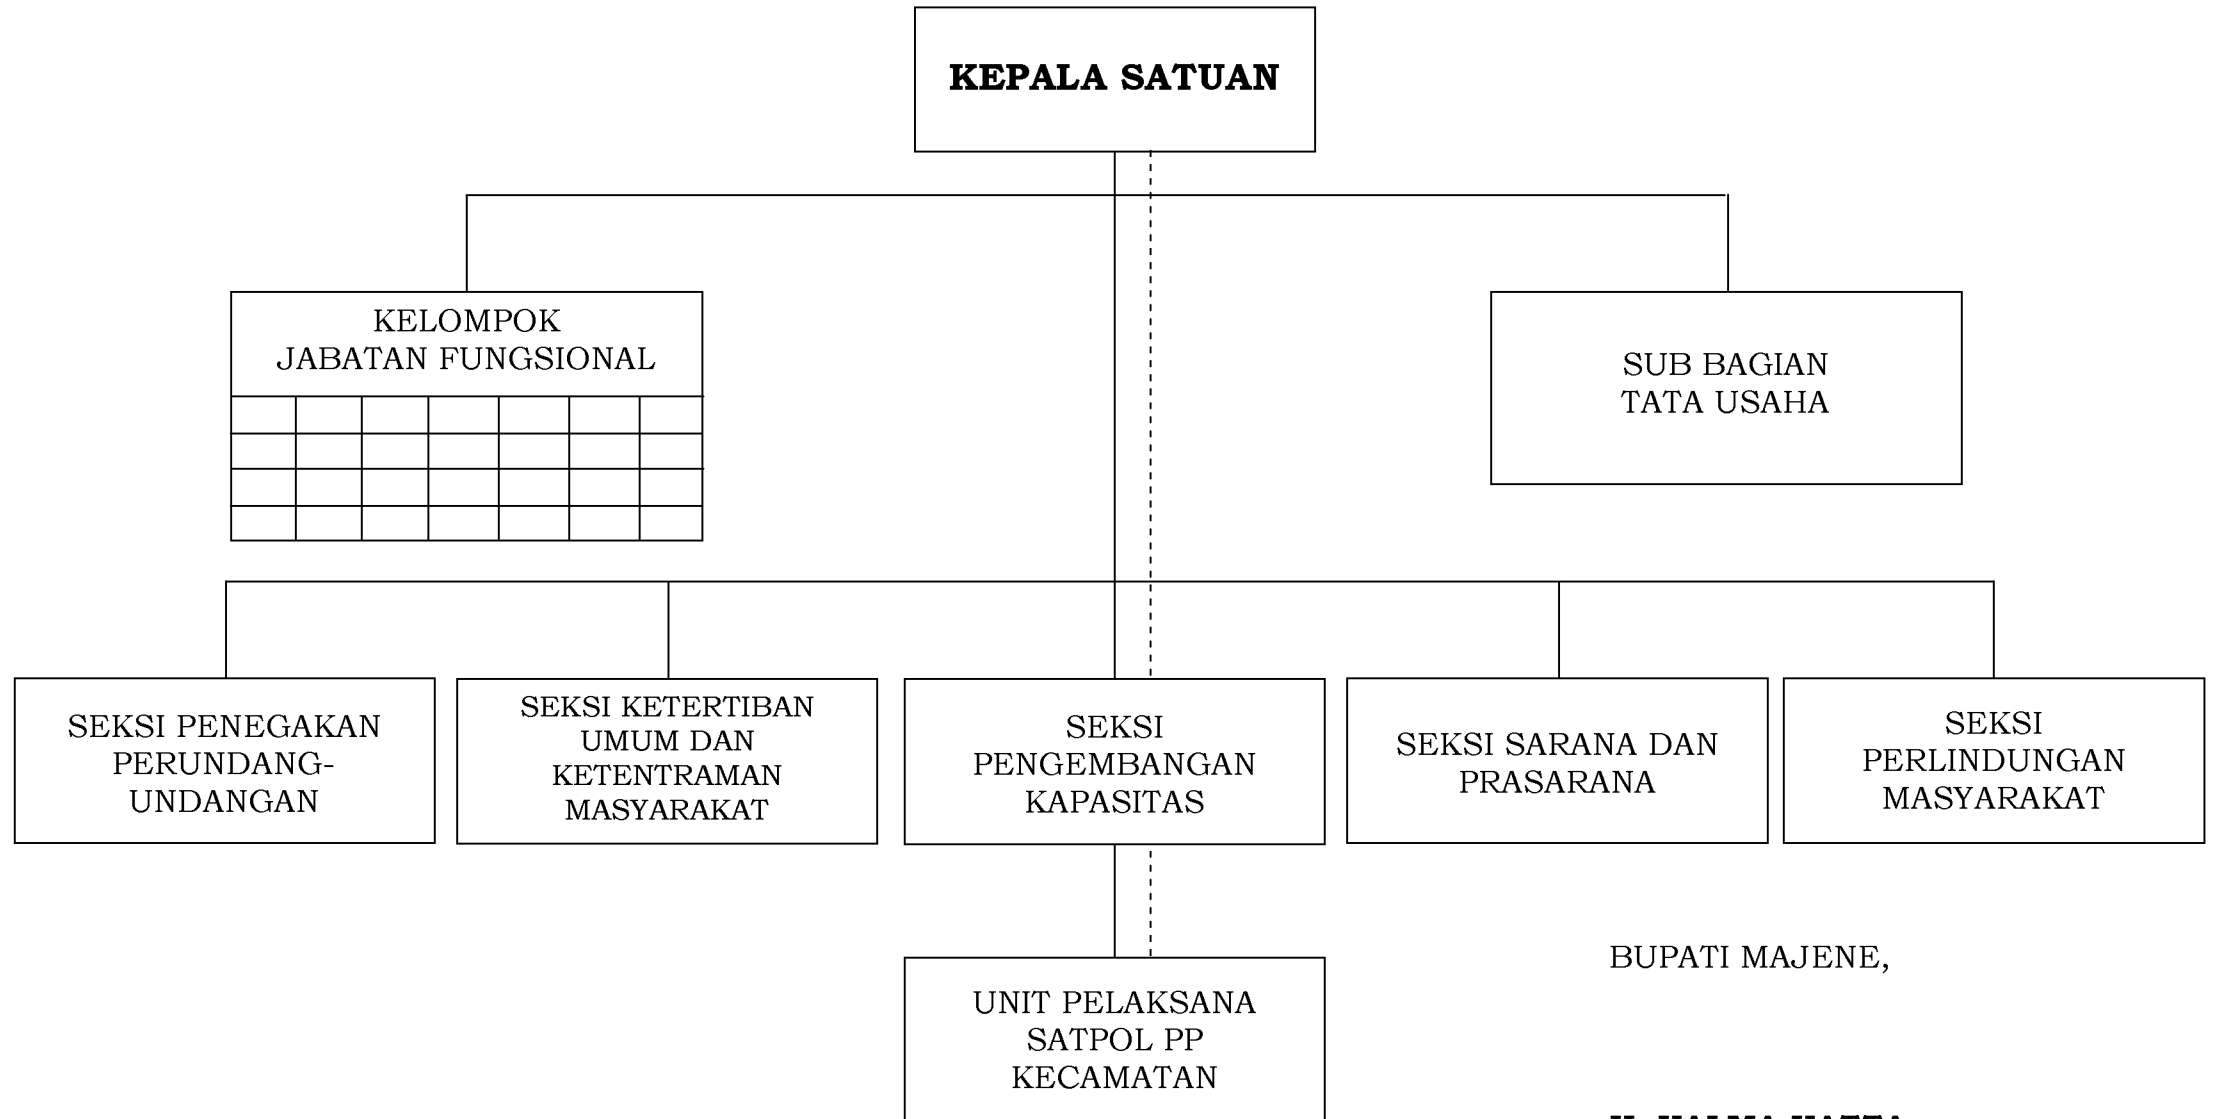 KEPALA SATUAN
KELOMPOK
JABATAN FUNGSIONAL
SUB BAGIAN
TATA USAHA
SEKSI PENEGAKAN
PERUNDANG-
UNDANGAN
SEKSI KETERTIBAN
UMUM DAN
KETENTRAMAN
MASYARAKAT
SEKSI
PENGEMBANGAN
KAPASITAS
SEKSI SARANA DAN
PRASARANA
SEKSI
PERLINDUNGAN
MASYARAKAT
BUPATI MAJENE,
UNIT PELAKSANA
SATPOL PP
KECAMATAN